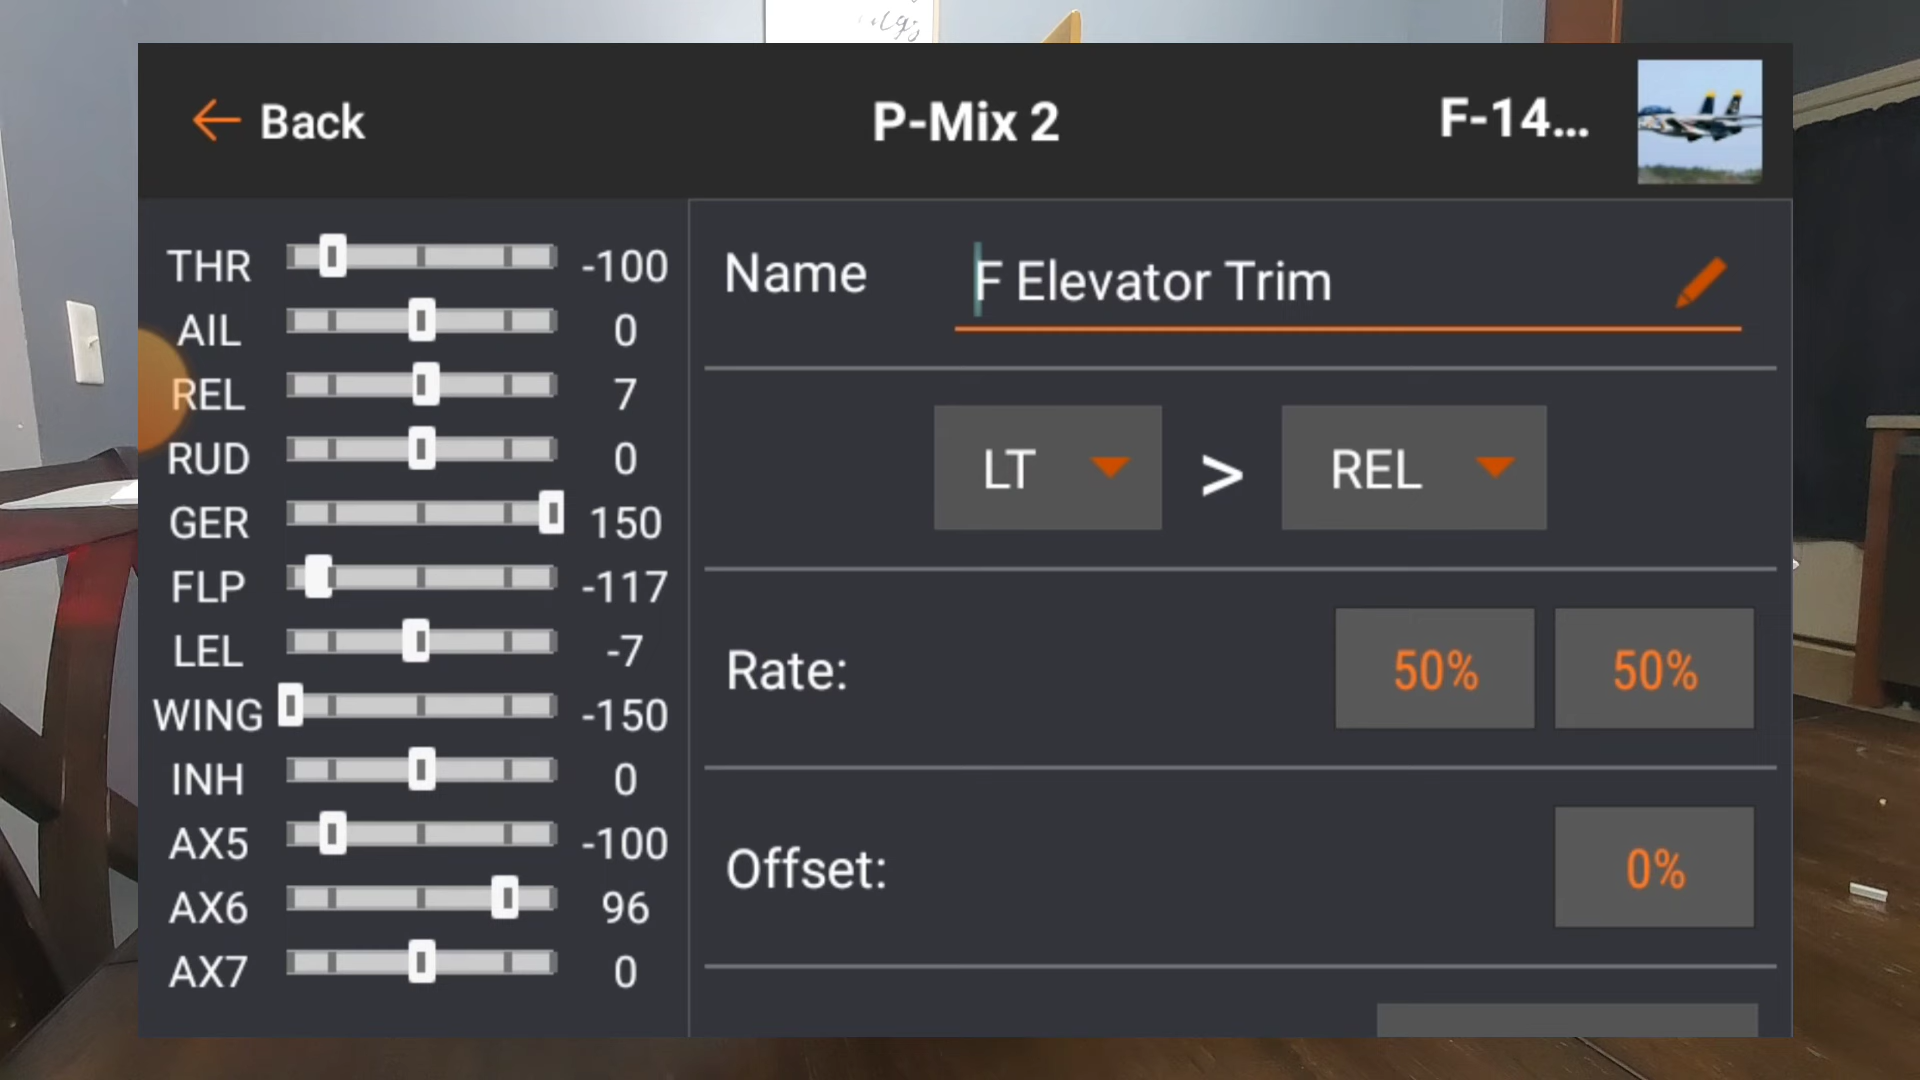 Back
P-Mix 2
F-14...
THR -100
AIL 0
REL 7
RUD 0
GER 150
FLP -117
LEL -7
WING -150
INH 0
AX5 -100
AX6 96
AX7 0
Name F Elevator Trim
LT > REL
Rate: 50% 50%
Offset: 0%